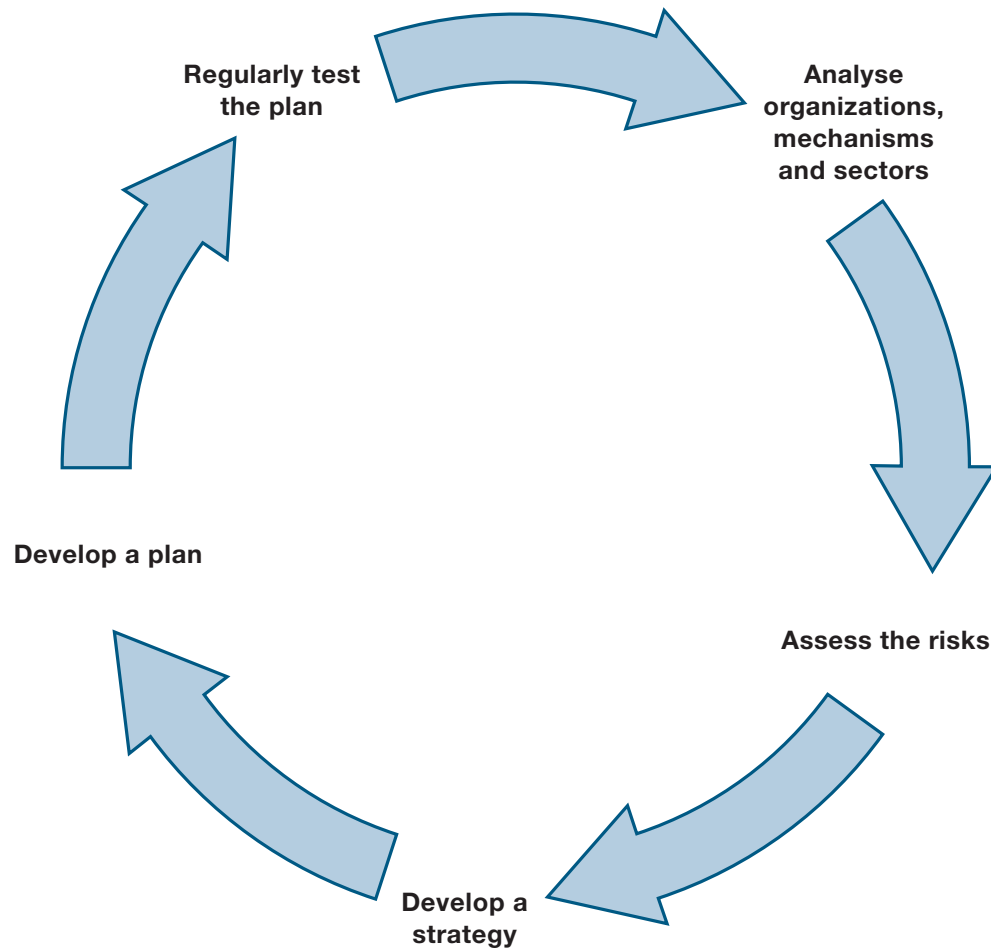 Regularly test
the plan
Analyse
organizations,
mechanisms
and sectors
Assess the risks
Develop a
strategy
Develop a plan